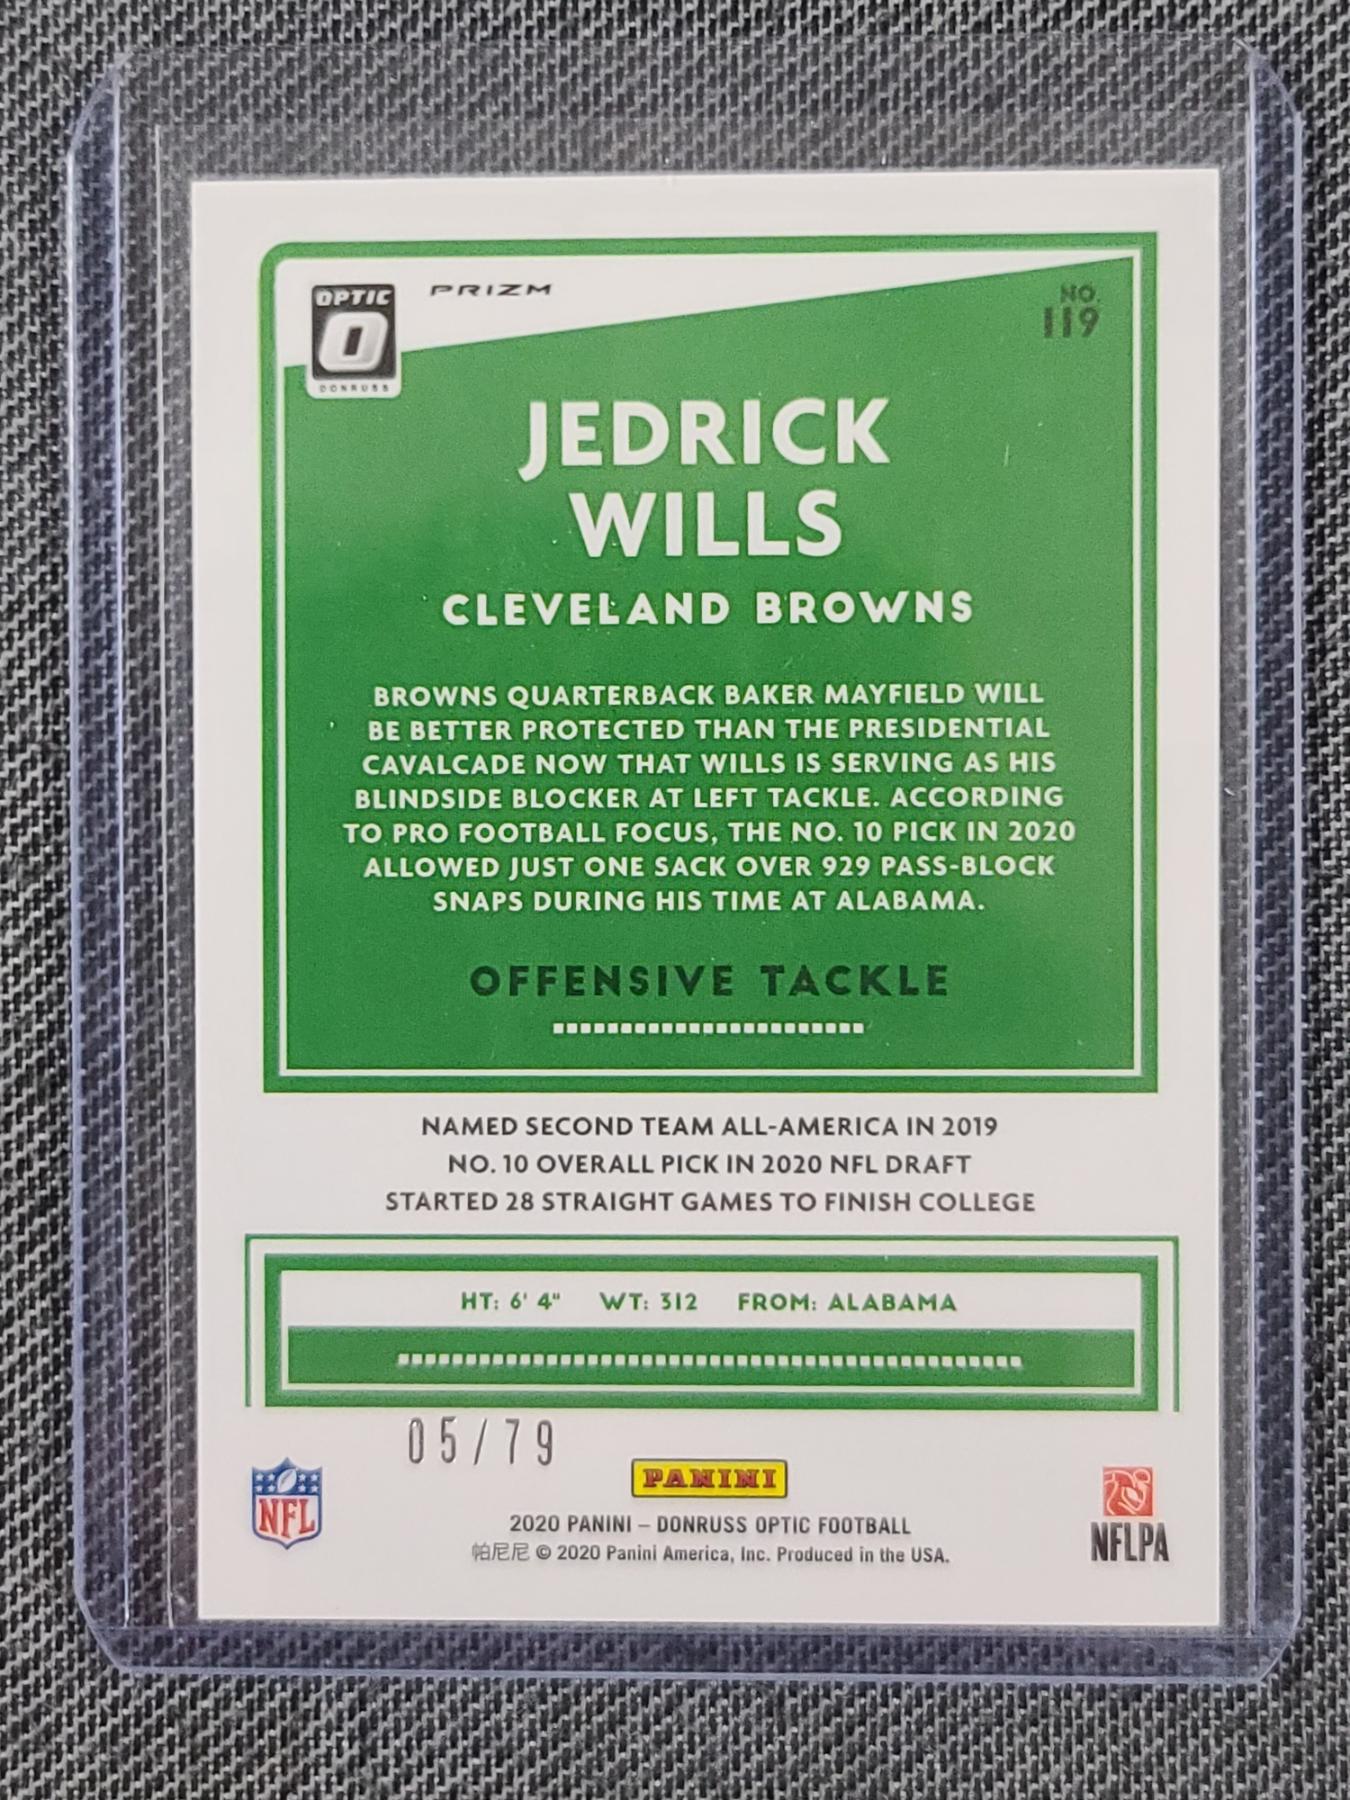 OPTIC
O
DONRUSS
PRIZM
NO.
119
JEDRICK
WILLS
CLEVELAND BROWNS
BROWNS QUARTERBACK BAKER MAYFIELD WILL
BE BETTER PROTECTED THAN THE PRESIDENTIAL
CAVALCADE NOW THAT WILLS IS SERVING AS HIS
BLINDSIDE BLOCKER AT LEFT TACKLE. ACCORDING
TO PRO FOOTBALL FOCUS, THE NO. 10 PICK IN 2020
ALLOWED JUST ONE SACK OVER 929 PASS-BLOCK
SNAPS DURING HIS TIME AT ALABAMA.
OFFENSIVE TACKLE
NAMED SECOND TEAM ALL-AMERICA IN 2019
NO. 10 OVERALL PICK IN 2020 NFL DRAFT
STARTED 28 STRAIGHT GAMES TO FINISH COLLEGE
HT: 6' 4" WT: 312 FROM: ALABAMA
05/79
NFL
PANINI
2020 PANINI – DONRUSS OPTIC FOOTBALL
帕尼尼 © 2020 Panini America, Inc. Produced in the USA.
NFLPA